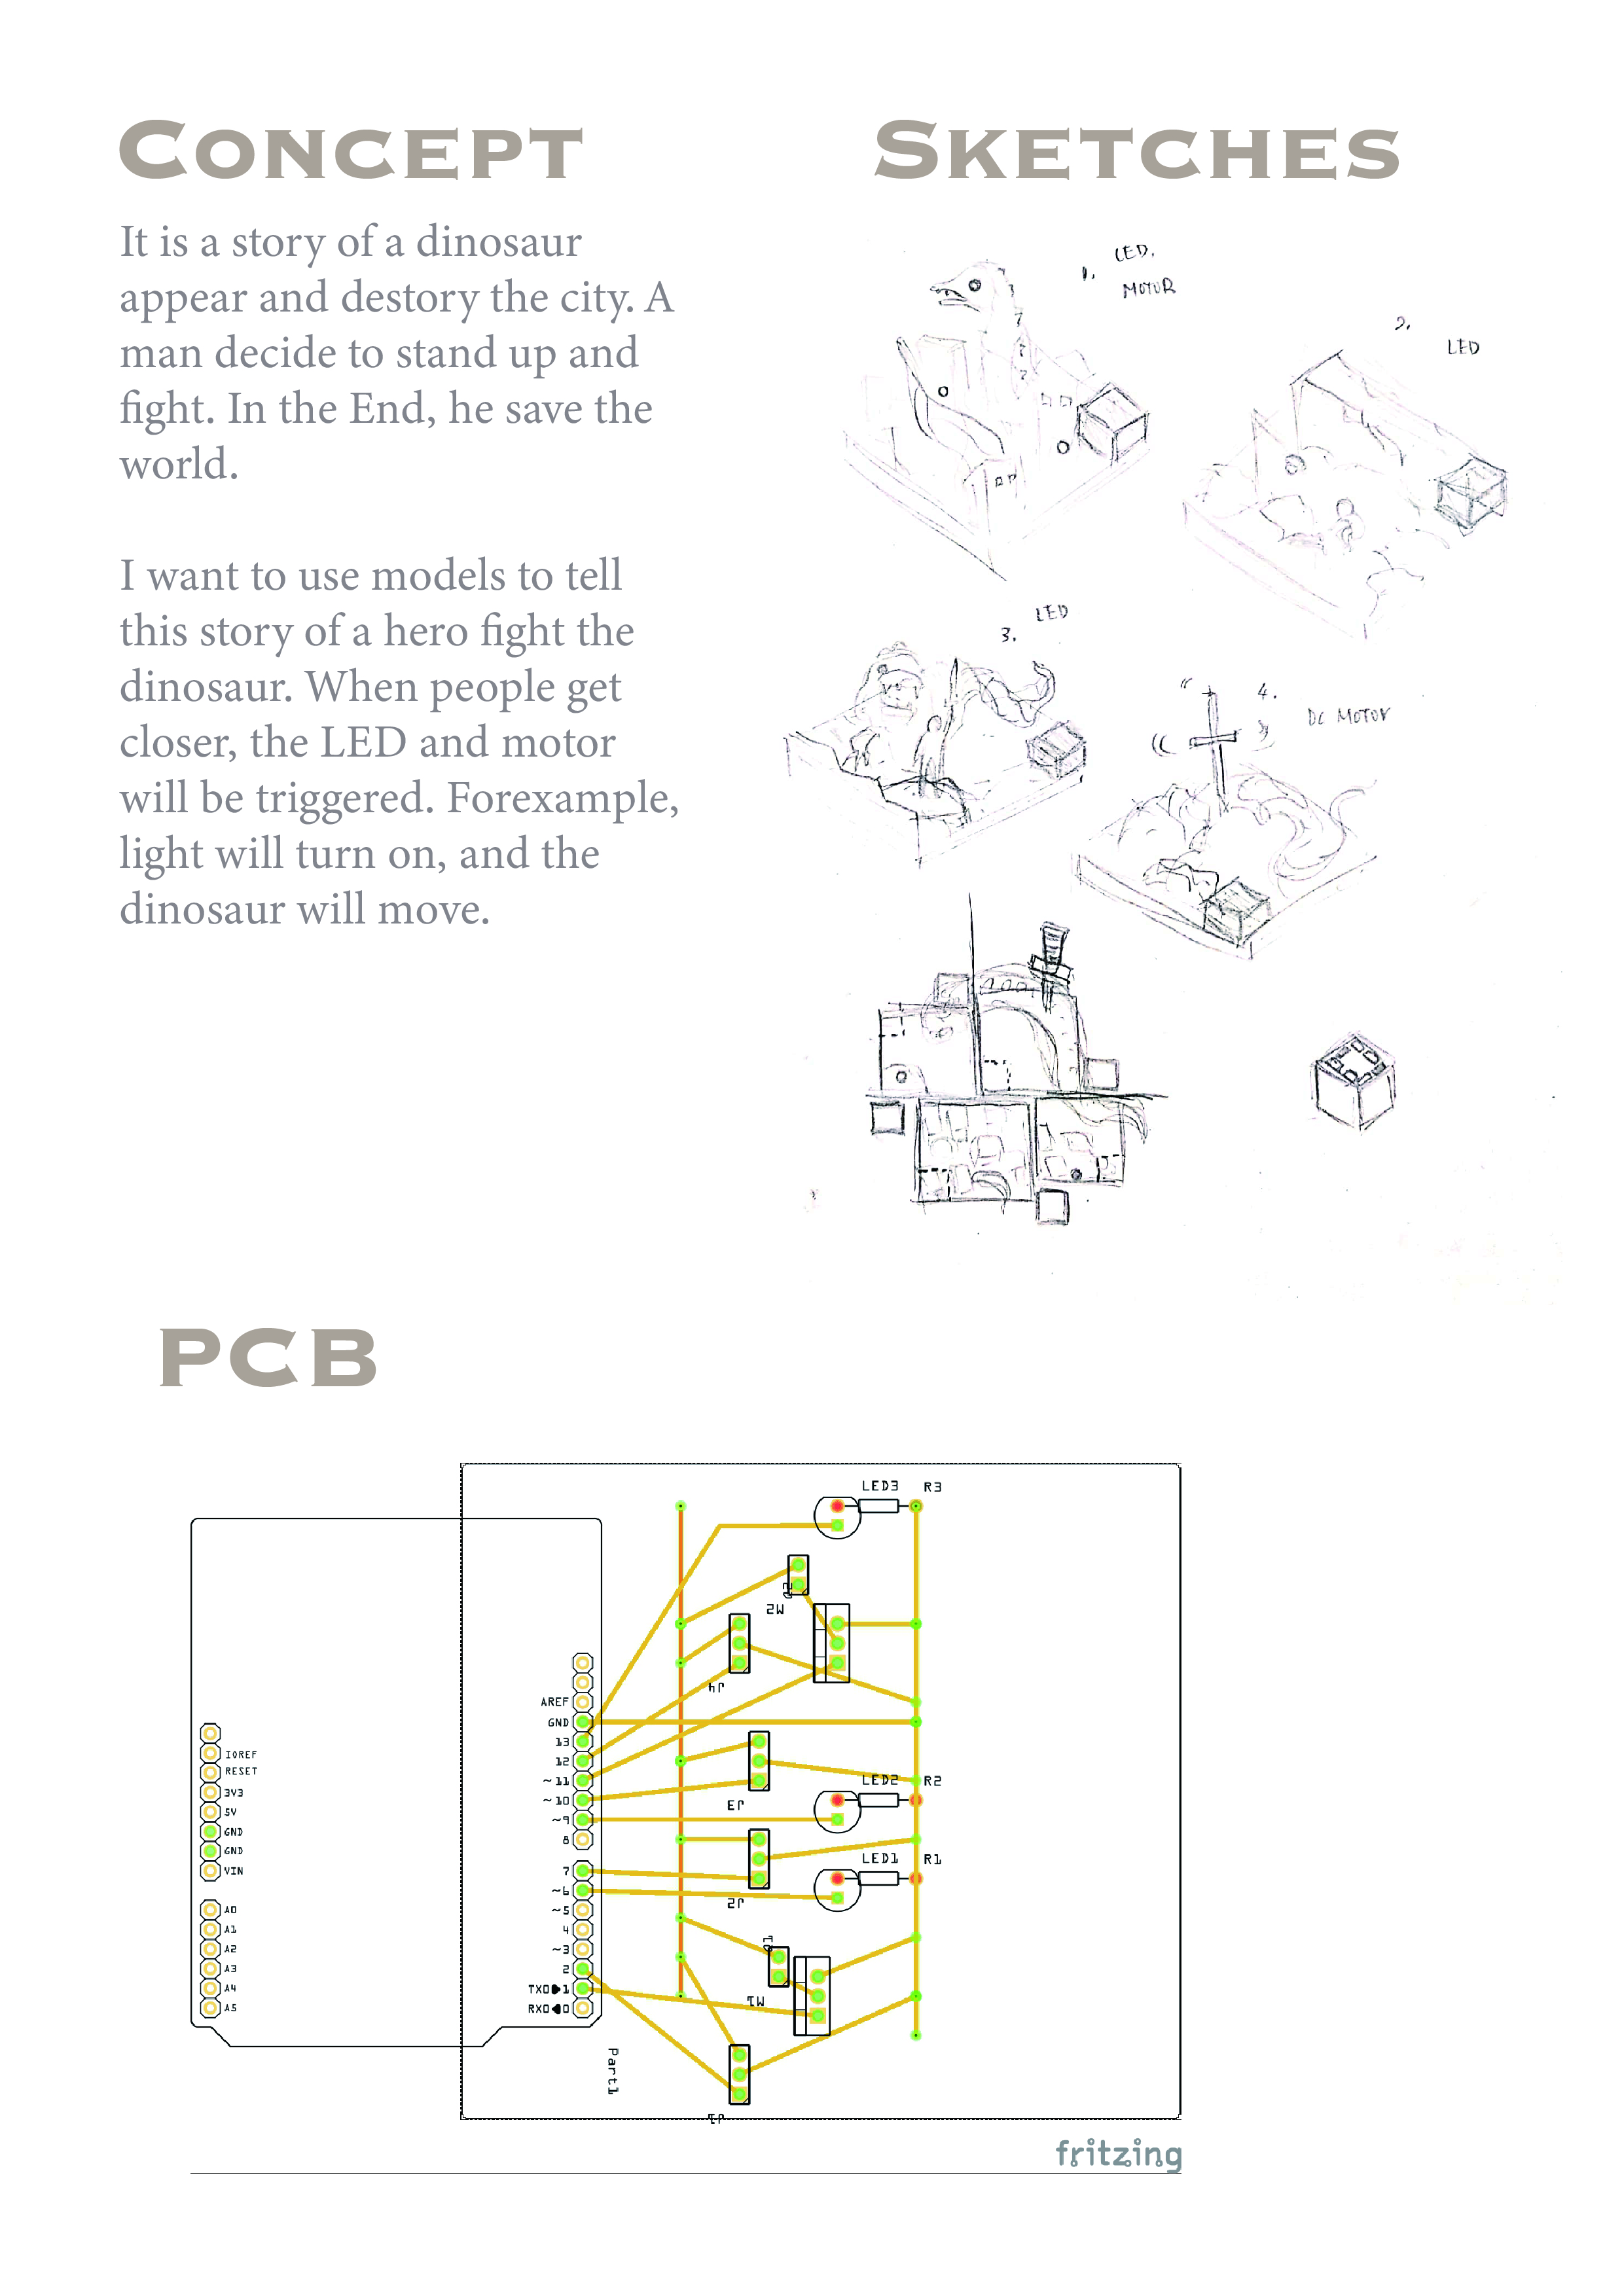 CONCEPT
It is a story of a dinosaur
appear and destory the city. A
man decide to stand up and
fight. In the End, he save the
world.
I want to use models to tell
this story of a hero fight the
dinosaur. When people get
closer, the LED and motor
will be triggered. Forexample,
light will turn on, and the
dinosaur will move.
SKETCHES
1. LED.
MOTOR
2. LED
3. LED
4. DC MOTOR
PCB
LED3 R3
M2
J4
AREF
GND
13
12
~11
~10
~9
8
7
~6
~5
4
~3
2
TX0▶1
RX0◀0
IOREF
RESET
3V3
5V
GND
GND
VIN
A0
A1
A2
A3
A4
A5
J3
LED2 R2
LED1 R1
J2
M1
J1
Part1
fritzing